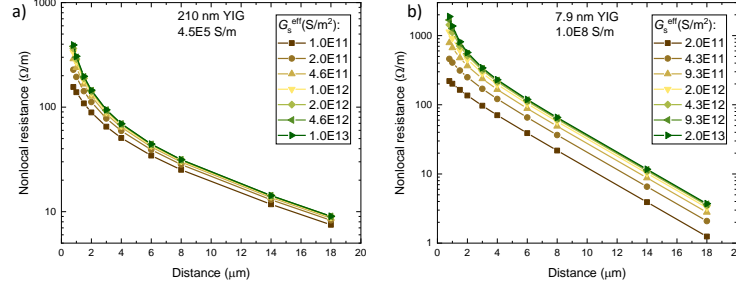 a)
210 nm YIG
4.5E5 S/m
G_s^eff(S/m²):
1.0E11
2.0E11
4.6E11
1.0E12
2.0E12
4.6E12
1.0E13
Nonlocal resistance (Ω/m)
1000
100
10
0 2 4 6 8 10 12 14 16 18 20
Distance (μm)
b)
7.9 nm YIG
1.0E8 S/m
G_s^eff(S/m²):
2.0E11
4.3E11
9.3E11
2.0E12
4.3E12
9.3E12
2.0E13
Nonlocal resistance (Ω/m)
1000
100
10
1
0 2 4 6 8 10 12 14 16 18 20
Distance (μm)